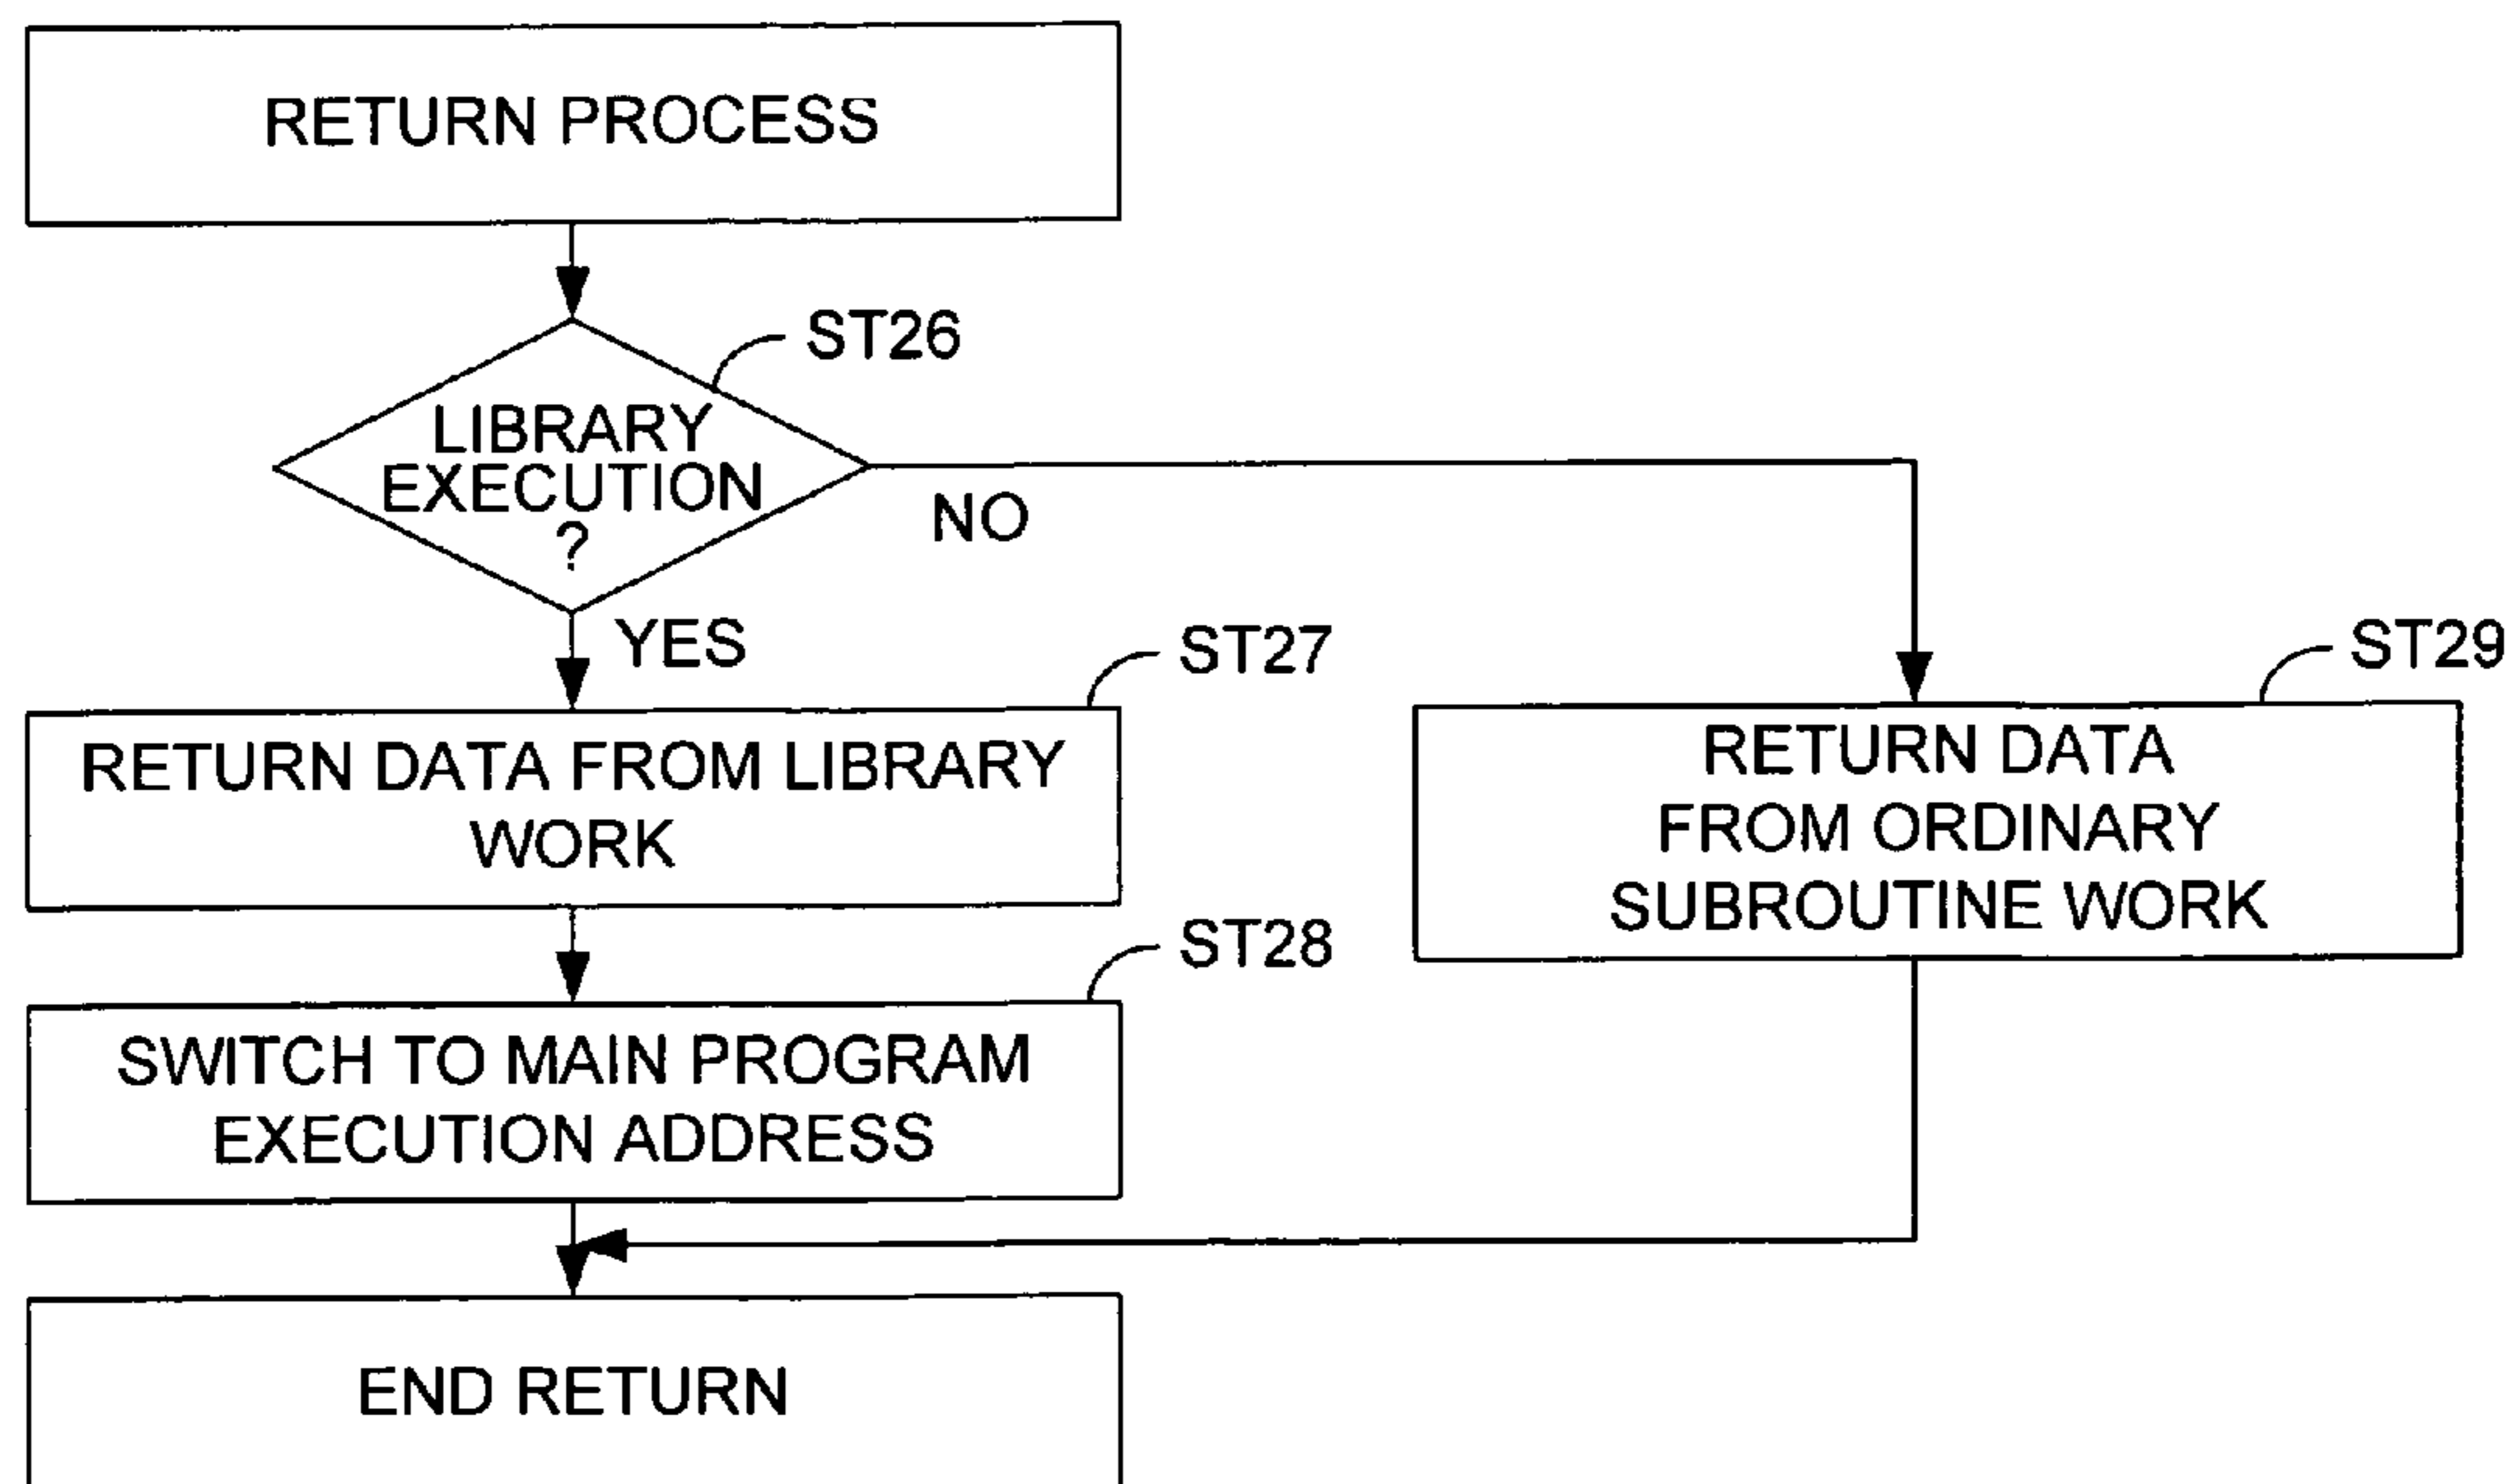 RETURN PROCESS
ST26
LIBRARY
EXECUTION
?
NO
YES
ST27
RETURN DATA FROM LIBRARY
WORK
ST29
RETURN DATA
FROM ORDINARY
SUBROUTINE WORK
ST28
SWITCH TO MAIN PROGRAM
EXECUTION ADDRESS
END RETURN